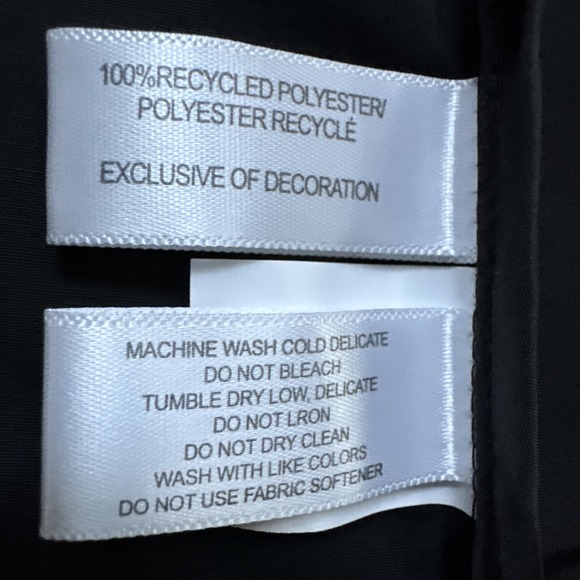 100%RECYCLED POLYESTER/
POLYESTER RECYCLÉ
EXCLUSIVE OF DECORATION
MACHINE WASH COLD DELICATE
DO NOT BLEACH
TUMBLE DRY LOW, DELICATE
DO NOT LRON
DO NOT DRY CLEAN
WASH WITH LIKE COLORS
DO NOT USE FABRIC SOFTENER